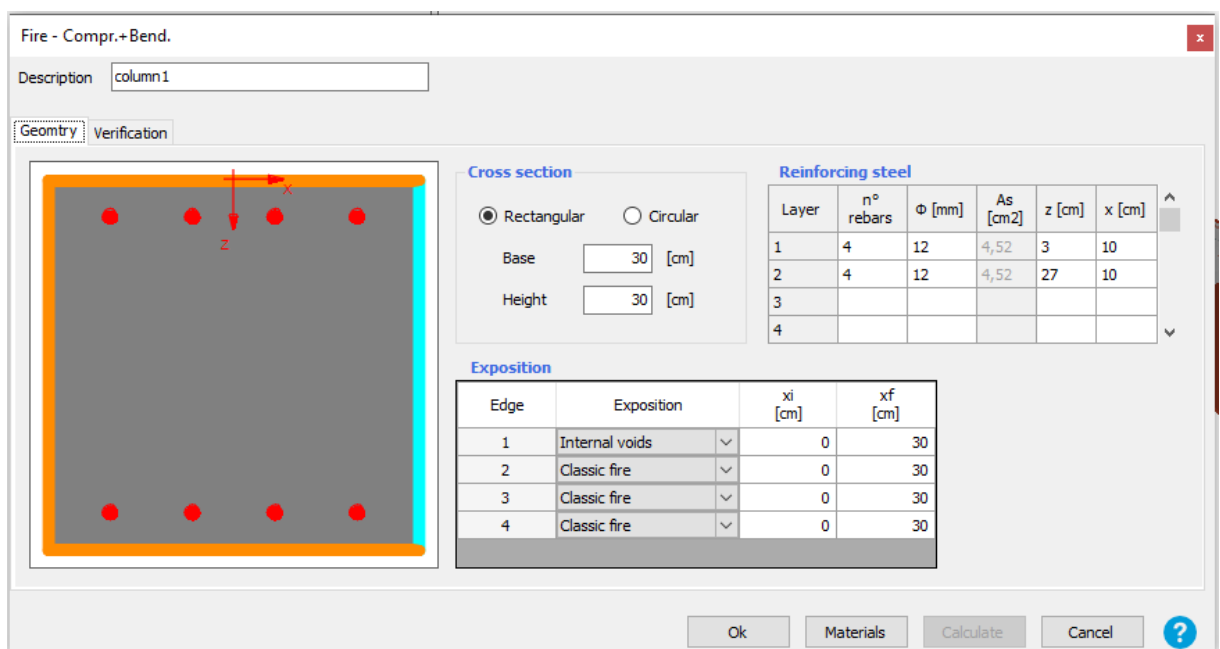 Fire - Compr.+Bend.
x
Description column1
Geomtry Verification
x
z
Cross section
Rectangular Circular
Base 30 [cm]
Height 30 [cm]
Reinforcing steel
Layer n° rebars Φ [mm] As [cm2] z [cm] x [cm]
1 4 12 4,52 3 10
2 4 12 4,52 27 10
3
4
Exposition
Edge Exposition xi [cm] xf [cm]
1 Internal voids 0 30
2 Classic fire 0 30
3 Classic fire 0 30
4 Classic fire 0 30
Ok Materials Calculate Cancel ?